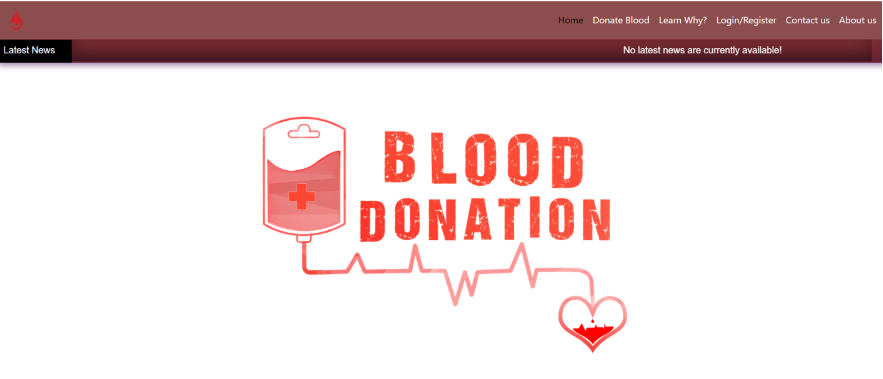 Home Donate Blood Learn Why? Login/Register Contact us About us
Latest News No latest news are currently available!
BLOOD
DONATION